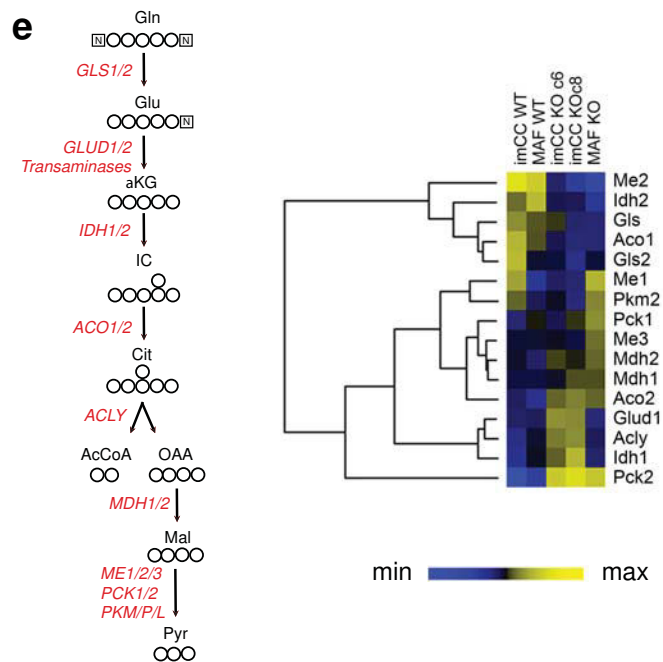 e
Gln
N N
GLS1/2
Glu
N
GLUD1/2
Transaminases
aKG
IDH1/2
IC
ACO1/2
Cit
ACLY
AcCoA OAA
MDH1/2
Mal
ME1/2/3
PCK1/2
PKM/P/L
Pyr
imCC WT
MAF WT
imCC KO c6
imCC KOc8
MAF KO
Me2
Idh2
Gls
Aco1
Gls2
Me1
Pkm2
Pck1
Me3
Mdh2
Mdh1
Aco2
Glud1
Acly
Idh1
Pck2
min max